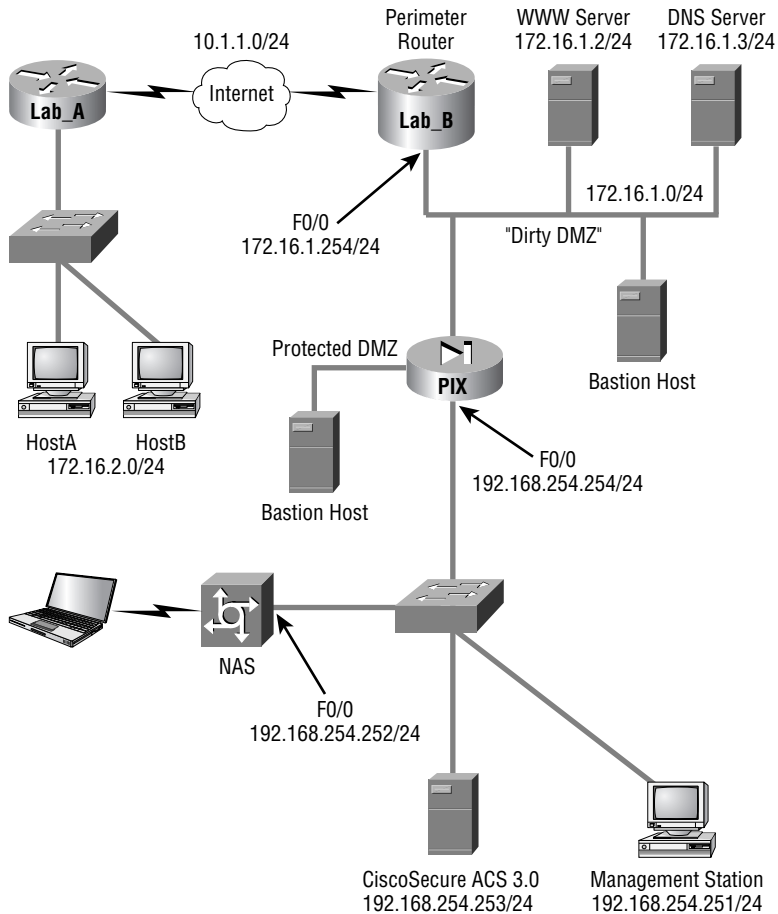 10.1.1.0/24
Perimeter
Router
WWW Server
172.16.1.2/24
DNS Server
172.16.1.3/24
Lab_A
Internet
Lab_B
172.16.1.0/24
F0/0
172.16.1.254/24
"Dirty DMZ"
Bastion Host
Protected DMZ
PIX
HostA
HostB
172.16.2.0/24
F0/0
192.168.254.254/24
Bastion Host
NAS
F0/0
192.168.254.252/24
CiscoSecure ACS 3.0
192.168.254.253/24
Management Station
192.168.254.251/24